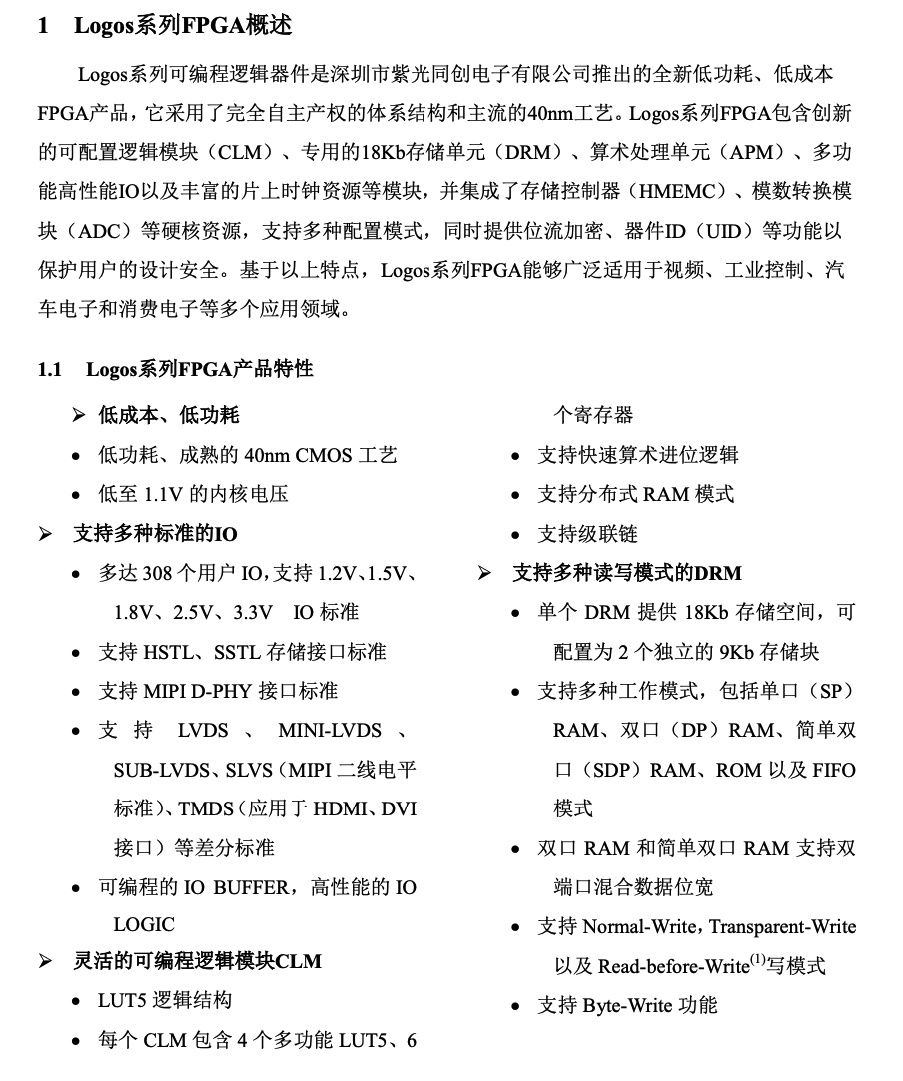 1 Logos系列FPGA概述
Logos系列可编程逻辑器件是深圳市紫光同创电子有限公司推出的全新低功耗、低成本
FPGA产品，它采用了完全自主产权的体系结构和主流的40nm工艺。Logos系列FPGA包含创新
的可配置逻辑模块（CLM）、专用的18Kb存储单元（DRM）、算术处理单元（APM）、多功
能高性能IO以及丰富的片上时钟资源等模块，并集成了存储控制器（HMEMC）、模数转换模
块（ADC）等硬核资源，支持多种配置模式，同时提供位流加密、器件ID（UID）等功能以
保护用户的设计安全。基于以上特点，Logos系列FPGA能够广泛适用于视频、工业控制、汽
车电子和消费电子等多个应用领域。
1.1 Logos系列FPGA产品特性
➢ 低成本、低功耗
• 低功耗、成熟的 40nm CMOS 工艺
• 低至 1.1V 的内核电压
➢ 支持多种标准的IO
• 多达 308 个用户 IO，支持 1.2V、1.5V、
1.8V、2.5V、3.3V IO 标准
• 支持 HSTL、SSTL 存储接口标准
• 支持 MIPI D-PHY 接口标准
• 支 持 LVDS 、 MINI-LVDS 、
SUB-LVDS、SLVS（MIPI 二线电平
标准）、TMDS（应用于 HDMI、DVI
接口）等差分标准
• 可编程的 IO BUFFER，高性能的 IO
LOGIC
➢ 灵活的可编程逻辑模块CLM
• LUT5 逻辑结构
• 每个 CLM 包含 4 个多功能 LUT5、6
个寄存器
• 支持快速算术进位逻辑
• 支持分布式 RAM 模式
• 支持级联链
➢ 支持多种读写模式的DRM
• 单个 DRM 提供 18Kb 存储空间，可
配置为 2 个独立的 9Kb 存储块
• 支持多种工作模式，包括单口（SP）
RAM、双口（DP）RAM、简单双
口（SDP）RAM、ROM 以及 FIFO
模式
• 双口 RAM 和简单双口 RAM 支持双
端口混合数据位宽
• 支持 Normal-Write，Transparent-Write
以及 Read-before-Write(1)写模式
• 支持 Byte-Write 功能